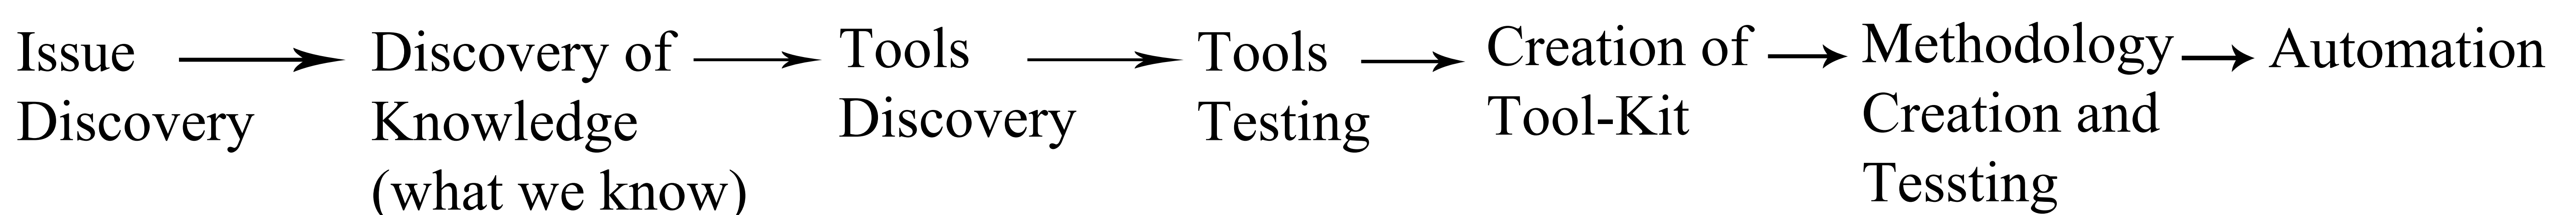 Issue
Discovery
Discovery of
Knowledge
(what we know)
Tools
Discovery
Tools
Testing
Creation of
Tool-Kit
Methodology
Creation and
Tessting
Automation